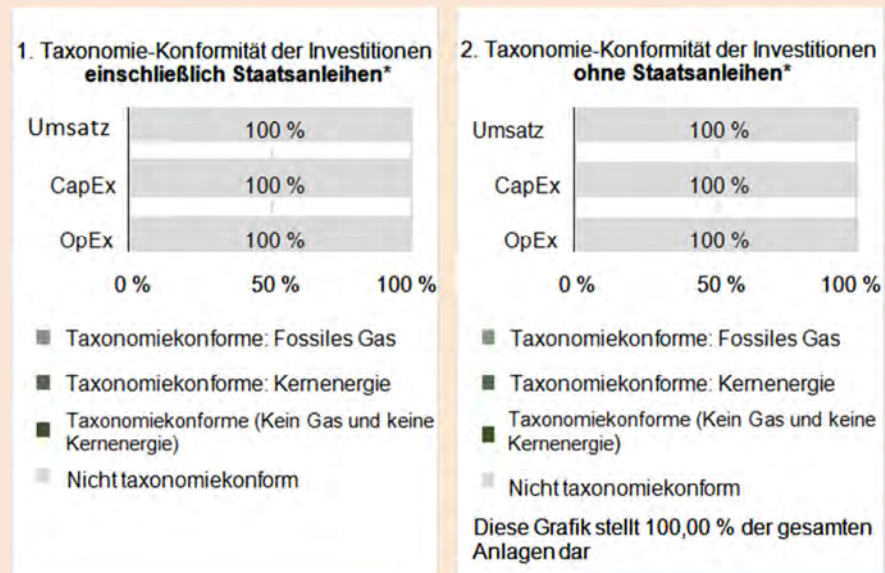 1. Taxonomie-Konformität der Investitionen
einschließlich Staatsanleihen*
Umsatz 100 %
CapEx 100 %
OpEx 100 %
0 % 50 % 100 %
Taxonomiekonforme: Fossiles Gas
Taxonomiekonforme: Kernenergie
Taxonomiekonforme (Kein Gas und keine
Kernenergie)
Nicht taxonomiekonform
2. Taxonomie-Konformität der Investitionen
ohne Staatsanleihen*
Umsatz 100 %
CapEx 100 %
OpEx 100 %
0 % 50 % 100 %
Taxonomiekonforme: Fossiles Gas
Taxonomiekonforme: Kernenergie
Taxonomiekonforme (Kein Gas und keine
Kernenergie)
Nicht taxonomiekonform
Diese Grafik stellt 100,00 % der gesamten
Anlagen dar